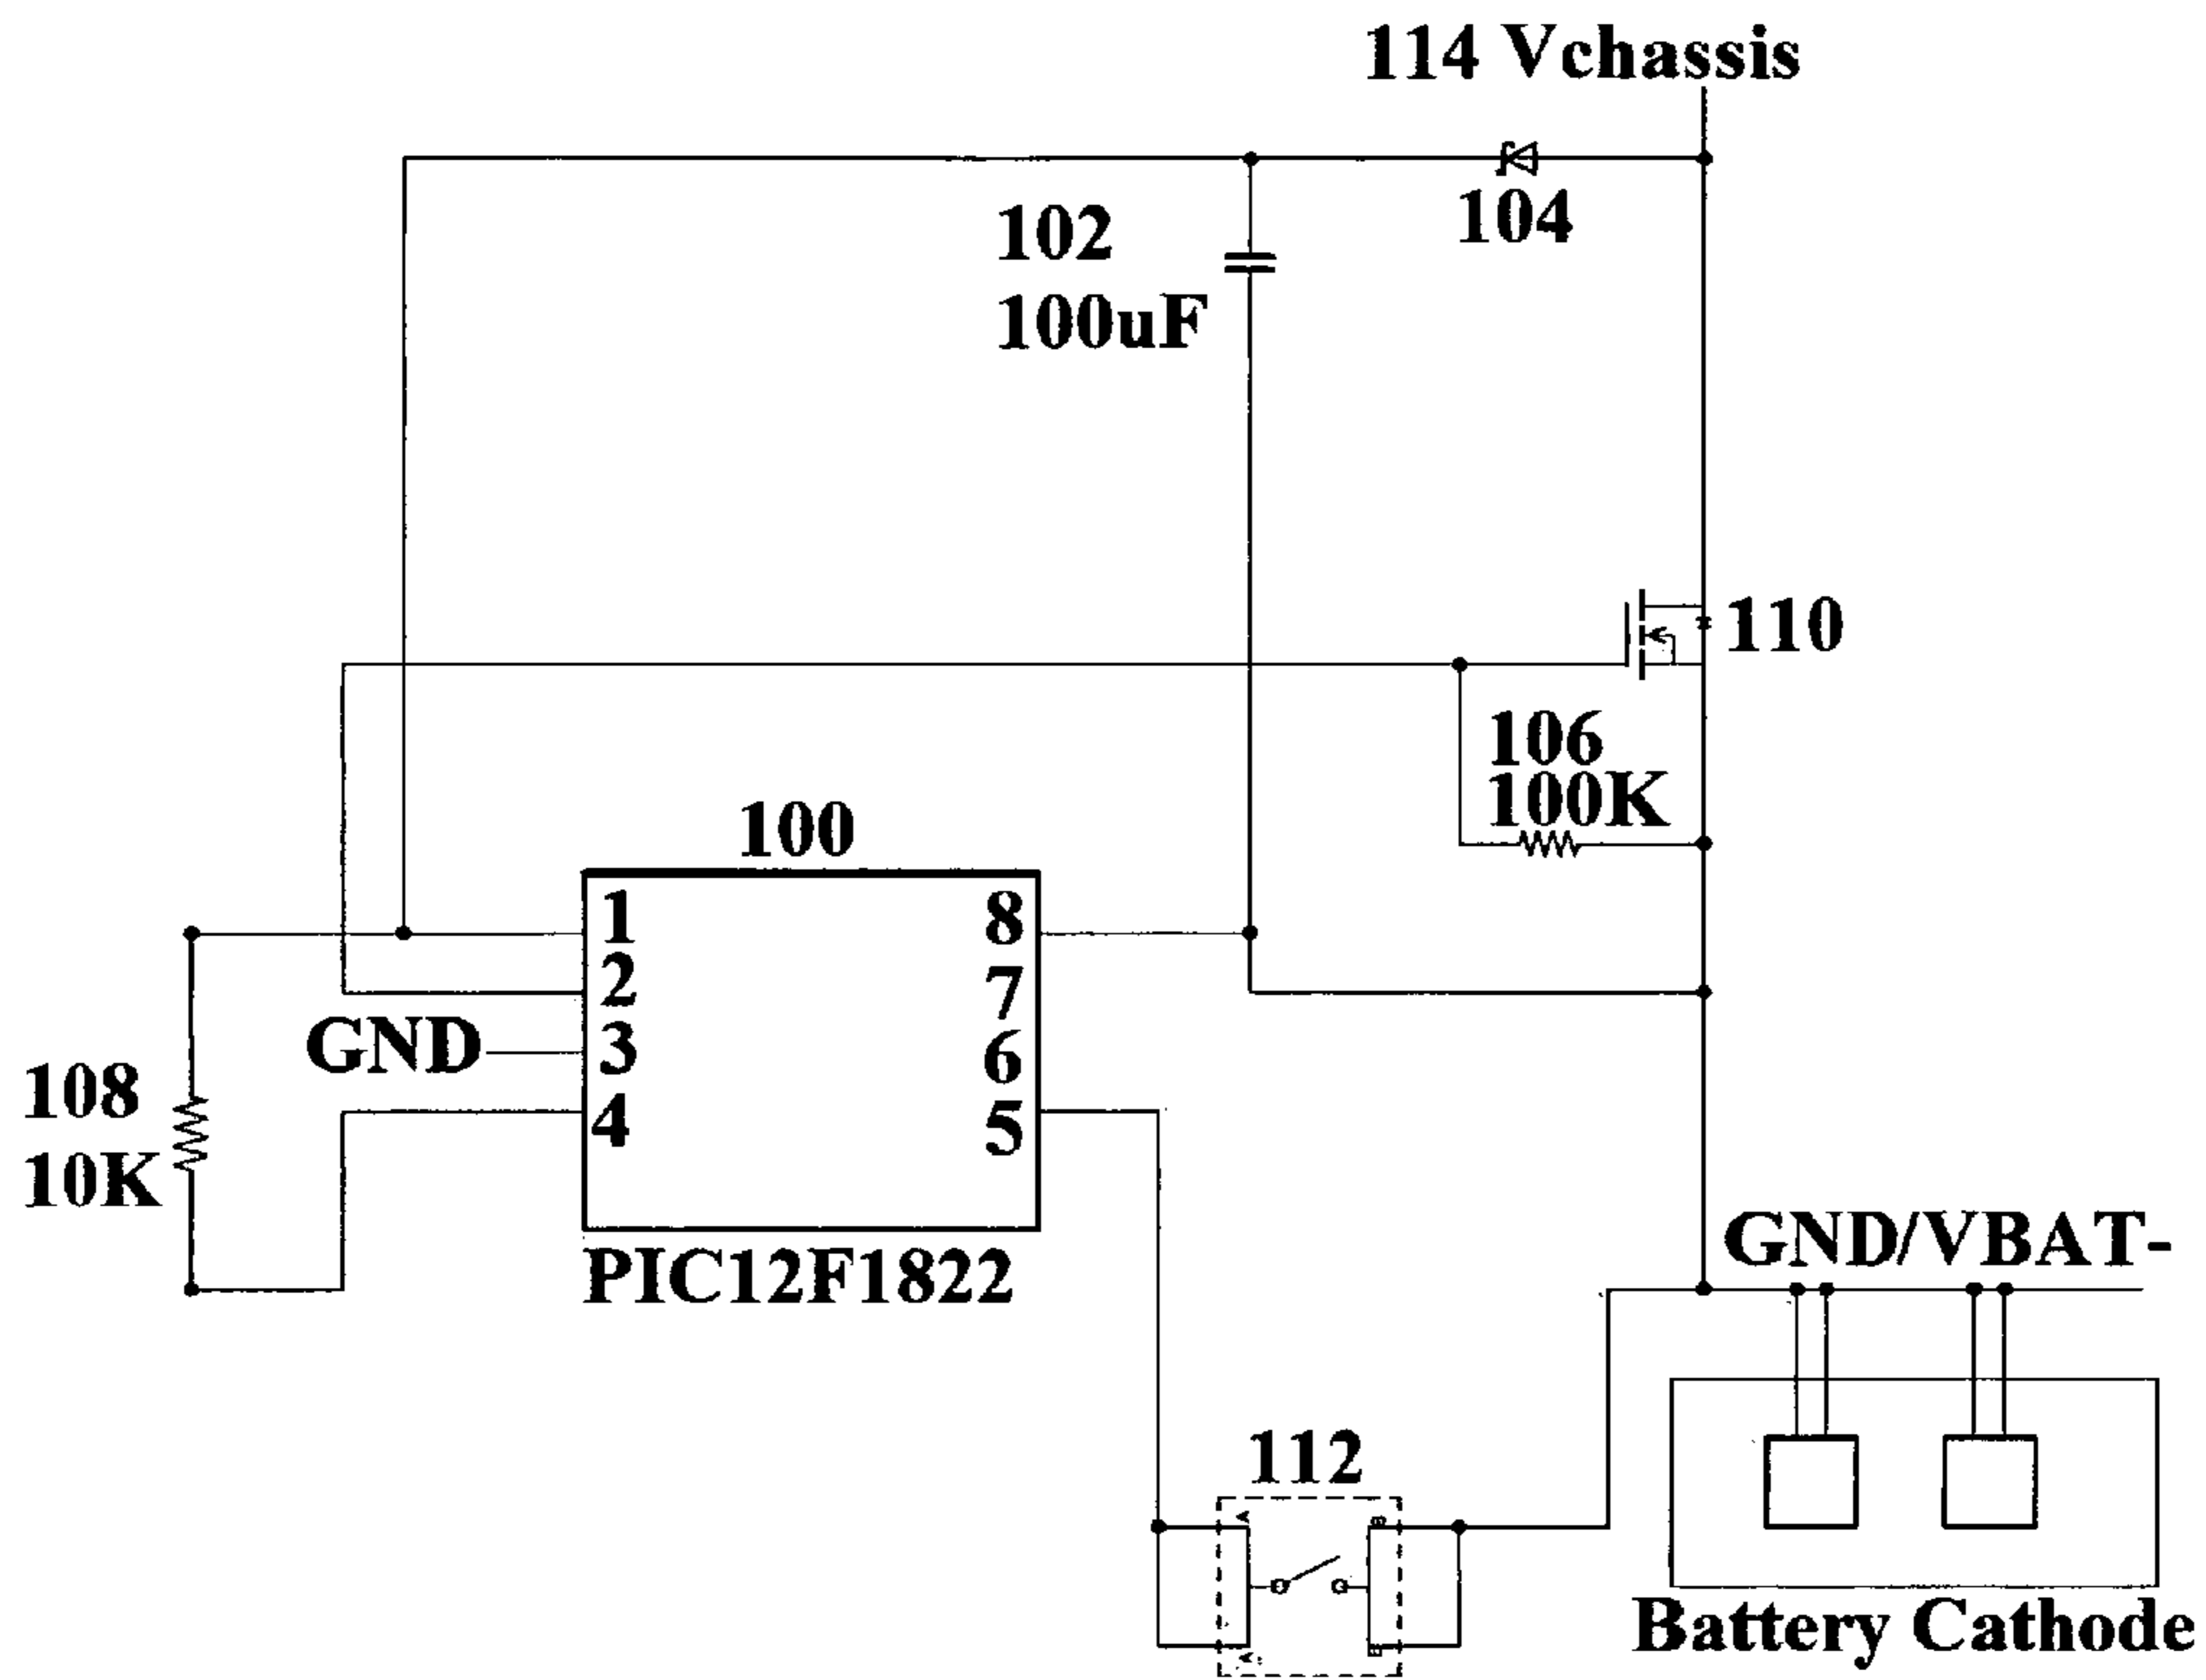 114 Vchassis
104
102
100uF
110
106
100K
100
1
8
2
7
GND
3
6
4
5
108
10K
PIC12F1822
GND/VBAT-
112
A
B
A
Battery Cathode